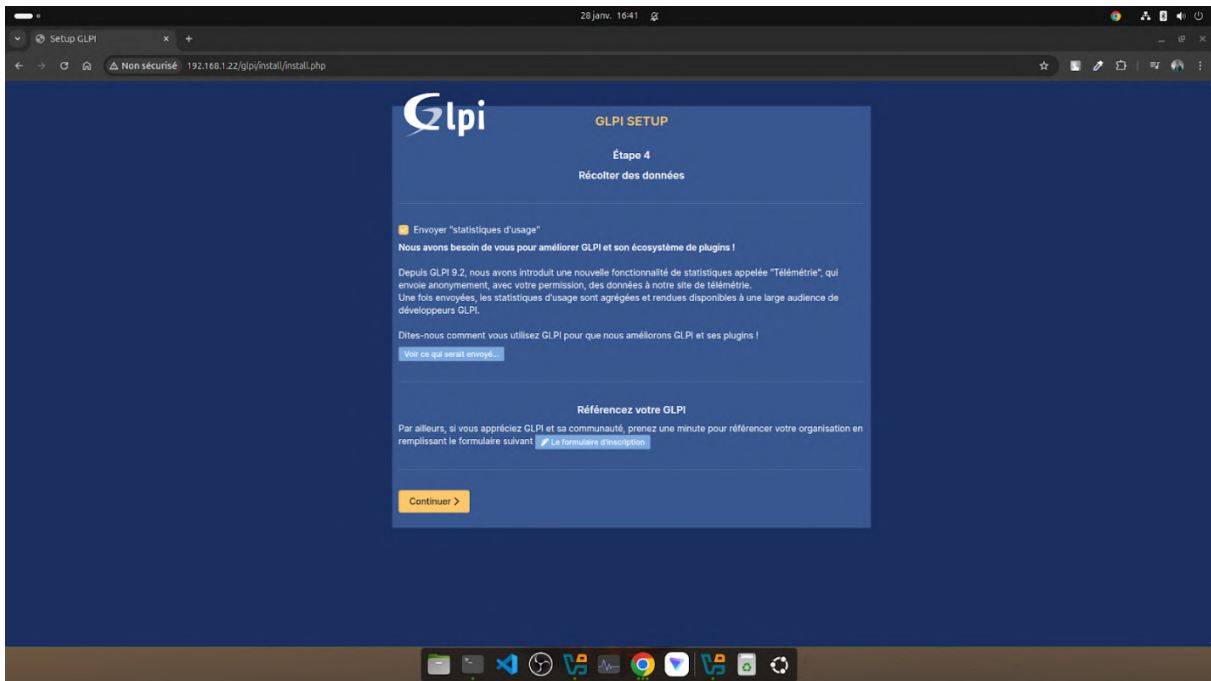 28 janv. 16:41
Setup GLPI
Non sécurisé 192.168.1.22/glpi/install/install.php
Glpi
GLPI SETUP
Étape 4
Récolter des données
Envoyer "statistiques d'usage"
Nous avons besoin de vous pour améliorer GLPI et son écosystème de plugins !
Depuis GLPI 9.2, nous avons introduit une nouvelle fonctionnalité de statistiques appelée "Télémétrie", qui
envoie anonymement, avec votre permission, des données à notre site de télémétrie.
Une fois envoyées, les statistiques d'usage sont agrégées et rendues disponibles à une large audience de
développeurs GLPI.
Dites-nous comment vous utilisez GLPI pour que nous améliorons GLPI et ses plugins !
Voir ce qui serait envoyé...
Référencez votre GLPI
Par ailleurs, si vous appréciez GLPI et sa communauté, prenez une minute pour référencer votre organisation en
remplissant le formulaire suivant Le formulaire d'inscription
Continuer